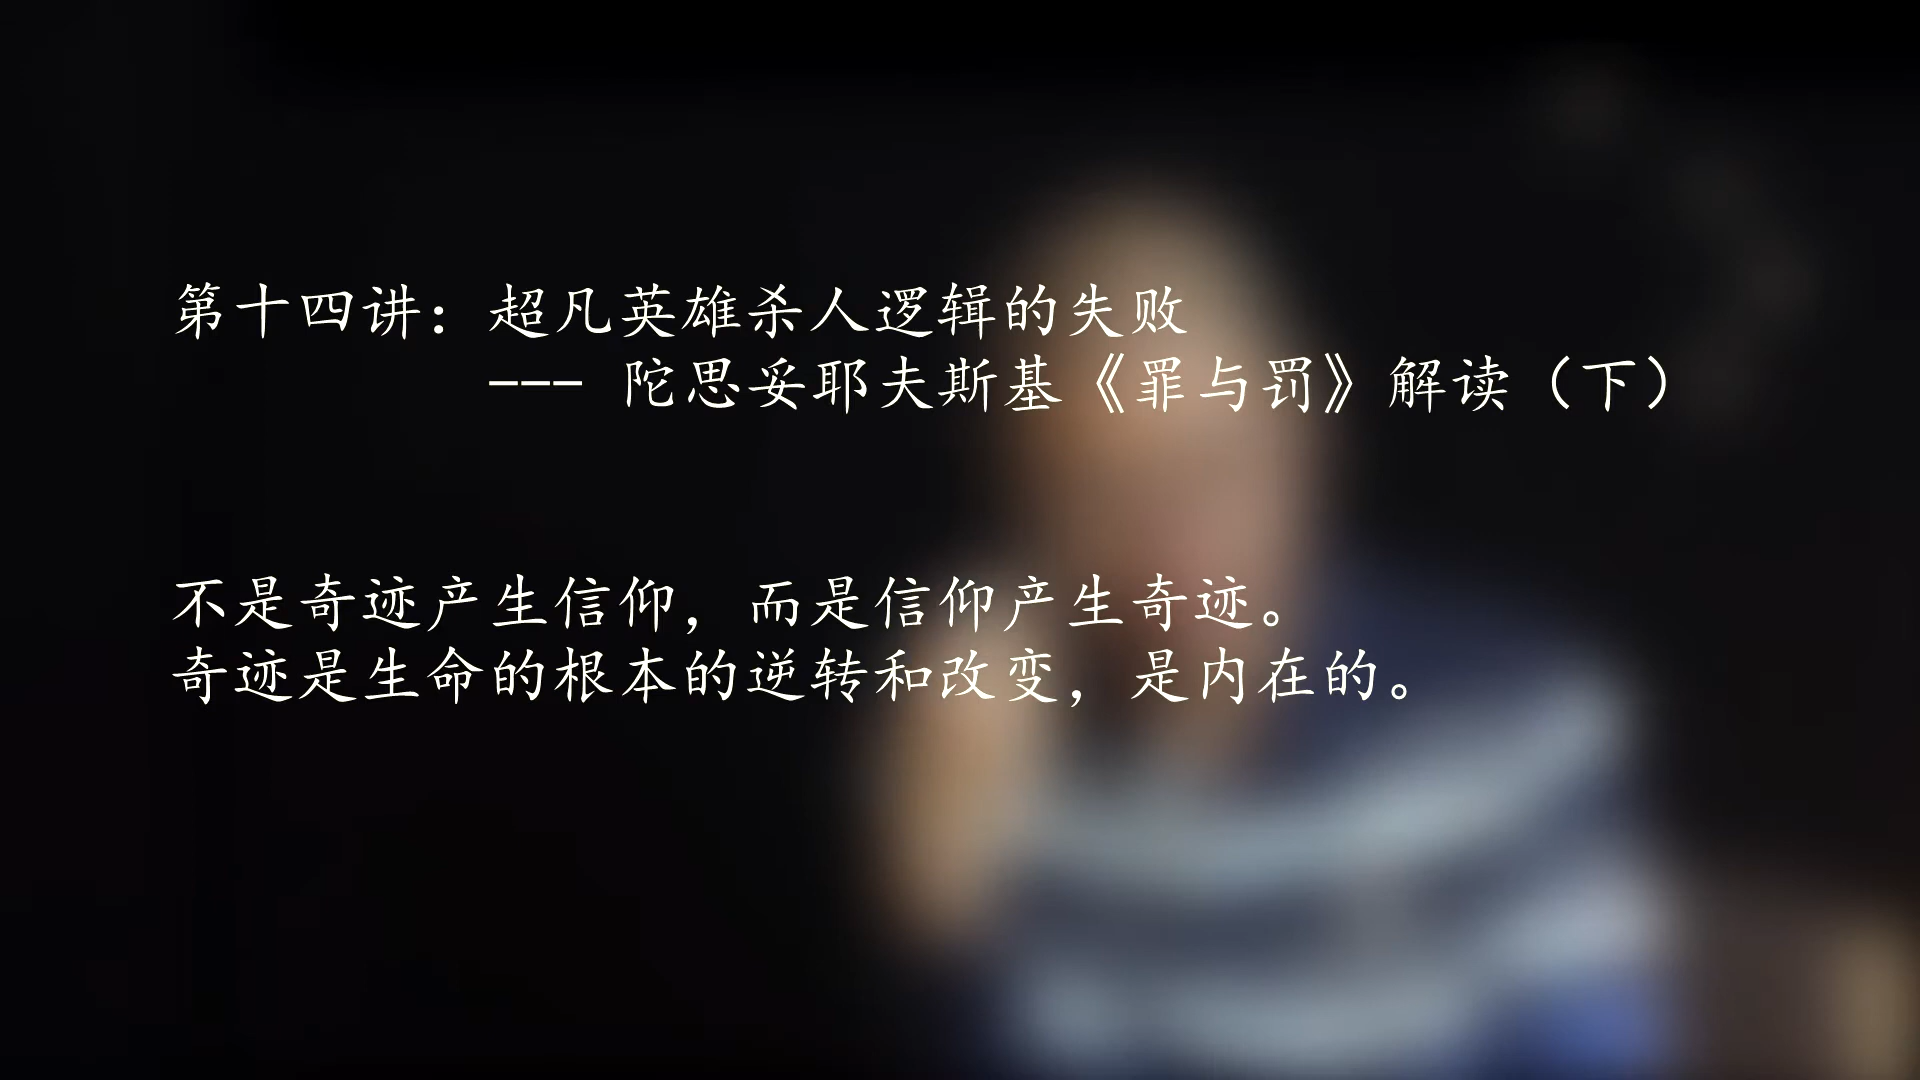 第十四讲：超凡英雄杀人逻辑的失败
--- 陀思妥耶夫斯基《罪与罚》解读（下）
不是奇迹产生信仰，而是信仰产生奇迹。
奇迹是生命的根本的逆转和改变，是内在的。